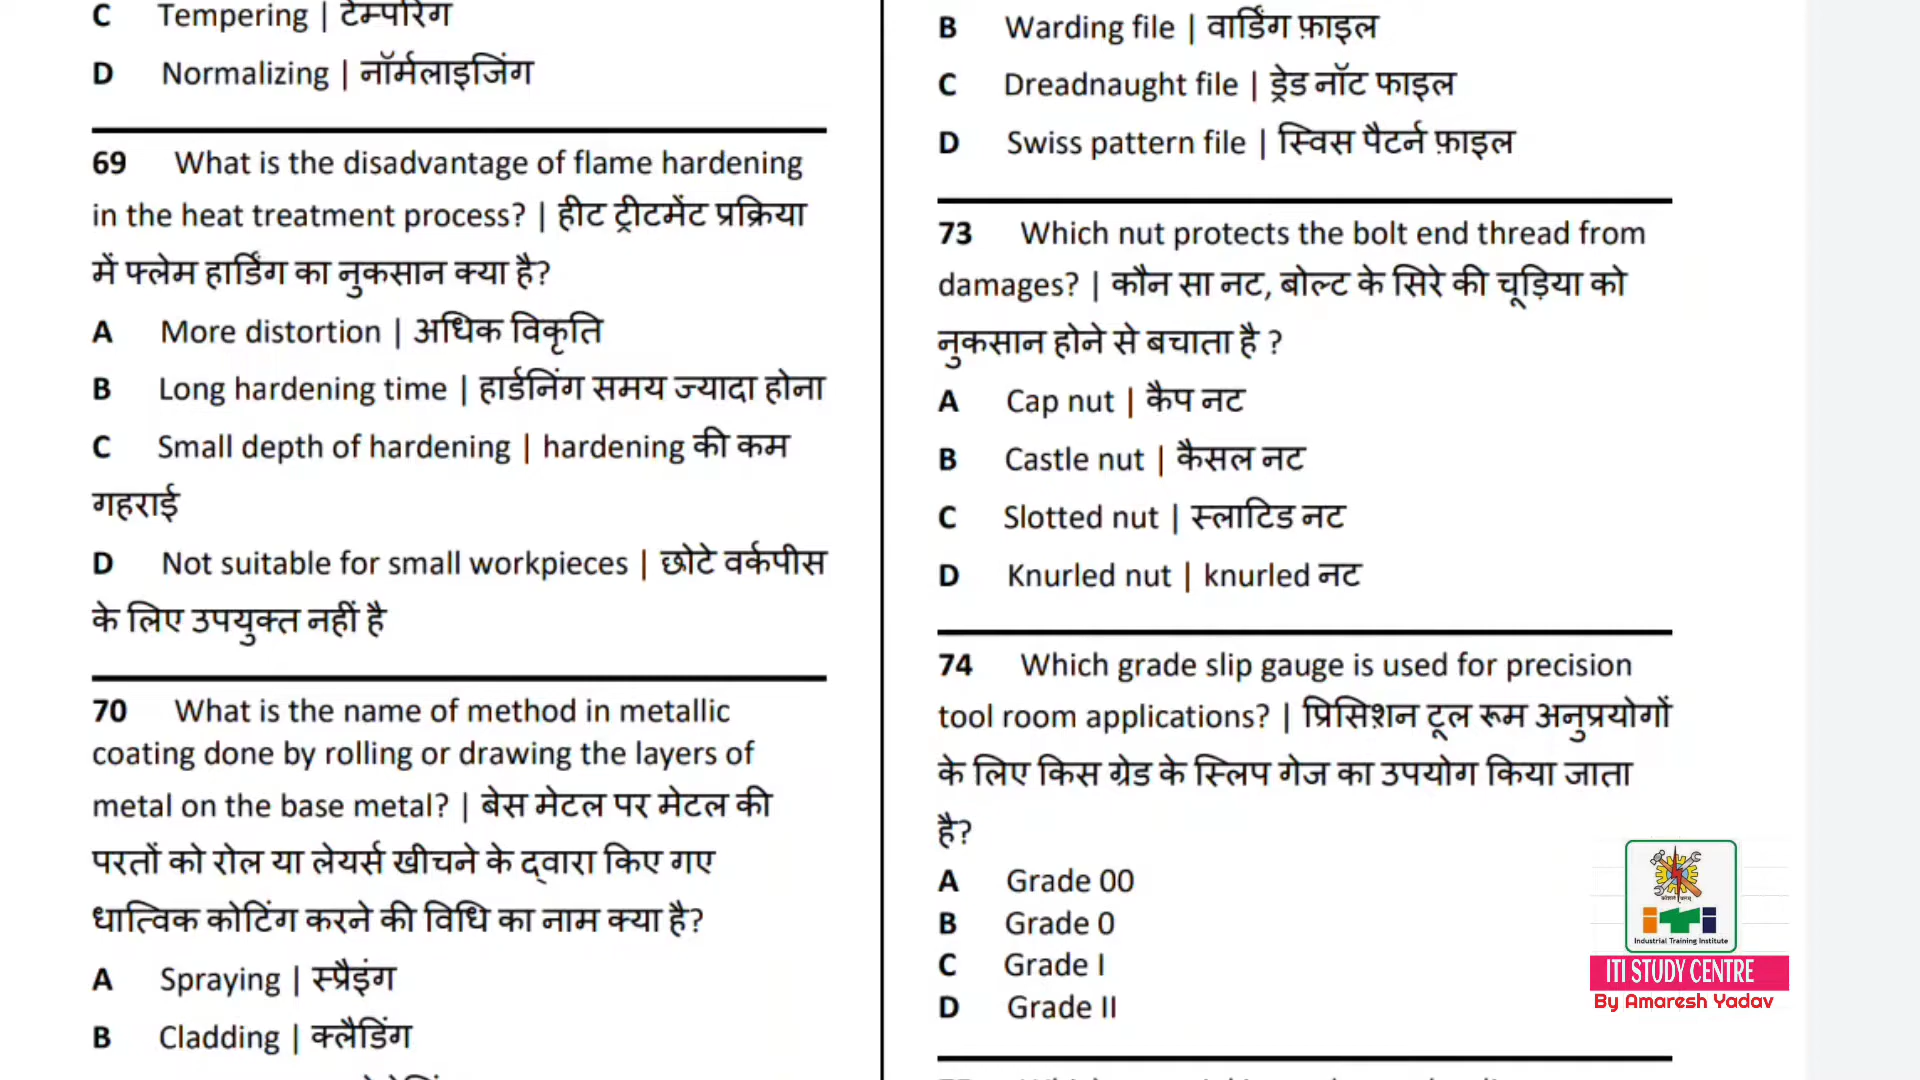 C Tempering | टेम्परिंग
D Normalizing | नॉर्मलाइजिंग
69 What is the disadvantage of flame hardening
in the heat treatment process? | हीट ट्रीटमेंट प्रक्रिया
में फ्लेम हार्डिंग का नुकसान क्या है?
A More distortion | अधिक विकृति
B Long hardening time | हार्डनिंग समय ज्यादा होना
C Small depth of hardening | hardening की कम
गहराई
D Not suitable for small workpieces | छोटे वर्कपीस
के लिए उपयुक्त नहीं है
70 What is the name of method in metallic
coating done by rolling or drawing the layers of
metal on the base metal? | बेस मेटल पर मेटल की
परतों को रोल या लेयर्स खीचने के द्वारा किए गए
धात्विक कोटिंग करने की विधि का नाम क्या है?
A Spraying | स्प्रैइंग
B Cladding | क्लैडिंग
B Warding file | वार्डिंग फ़ाइल
C Dreadnaught file | ड्रेड नॉट फाइल
D Swiss pattern file | स्विस पैटर्न फ़ाइल
73 Which nut protects the bolt end thread from
damages? | कौन सा नट, बोल्ट के सिरे की चूड़िया को
नुकसान होने से बचाता है ?
A Cap nut | कैप नट
B Castle nut | कैसल नट
C Slotted nut | स्लाटिड नट
D Knurled nut | knurled नट
74 Which grade slip gauge is used for precision
tool room applications? | प्रिसिशन टूल रूम अनुप्रयोगों
के लिए किस ग्रेड के स्लिप गेज का उपयोग किया जाता
है?
A Grade 00
B Grade 0
C Grade I
D Grade II
iti
Industrial Training Institute
ITI STUDY CENTRE
By Amaresh Yadav